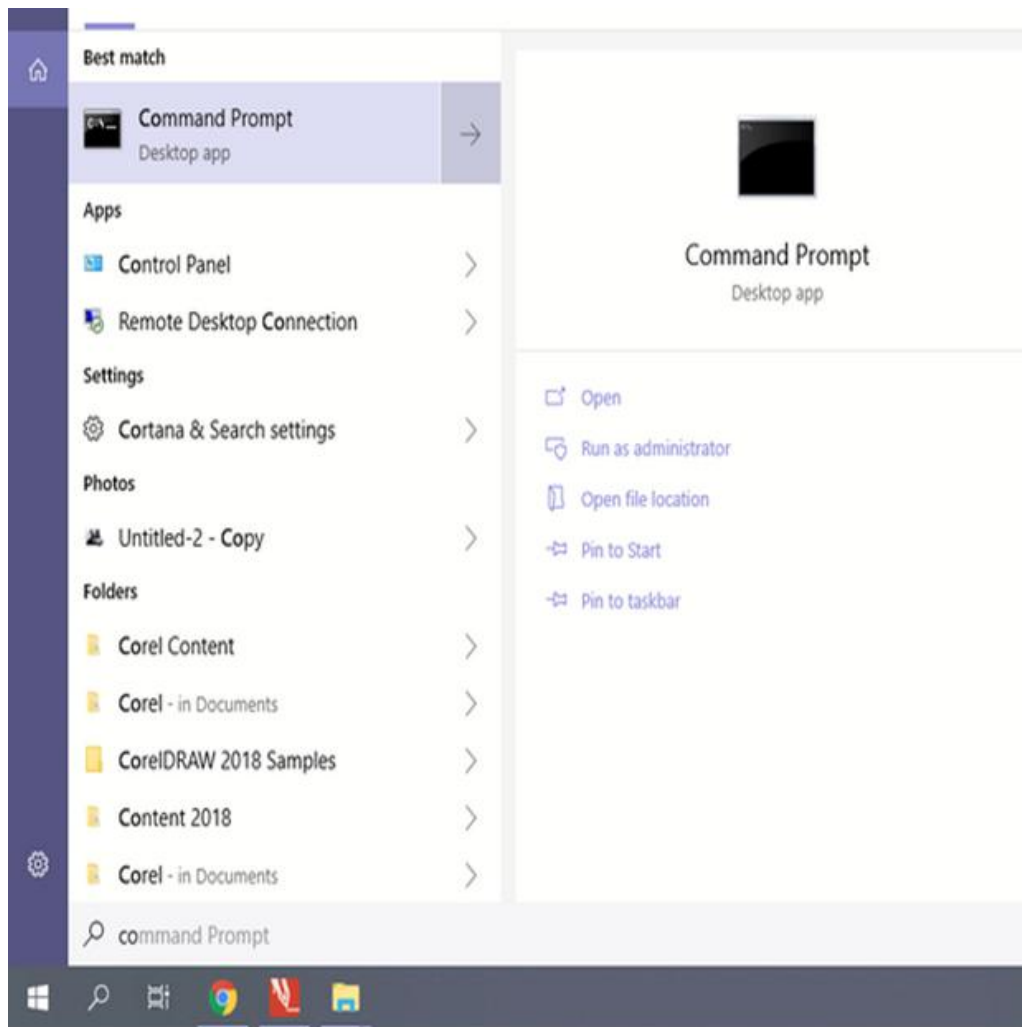 Best match
Command Prompt
Desktop app
Apps
Control Panel
Remote Desktop Connection
Settings
Cortana & Search settings
Photos
Untitled-2 - Copy
Folders
Corel Content
Corel - in Documents
CorelDRAW 2018 Samples
Content 2018
Corel - in Documents
command Prompt
Command Prompt
Desktop app
Open
Run as administrator
Open file location
Pin to Start
Pin to taskbar